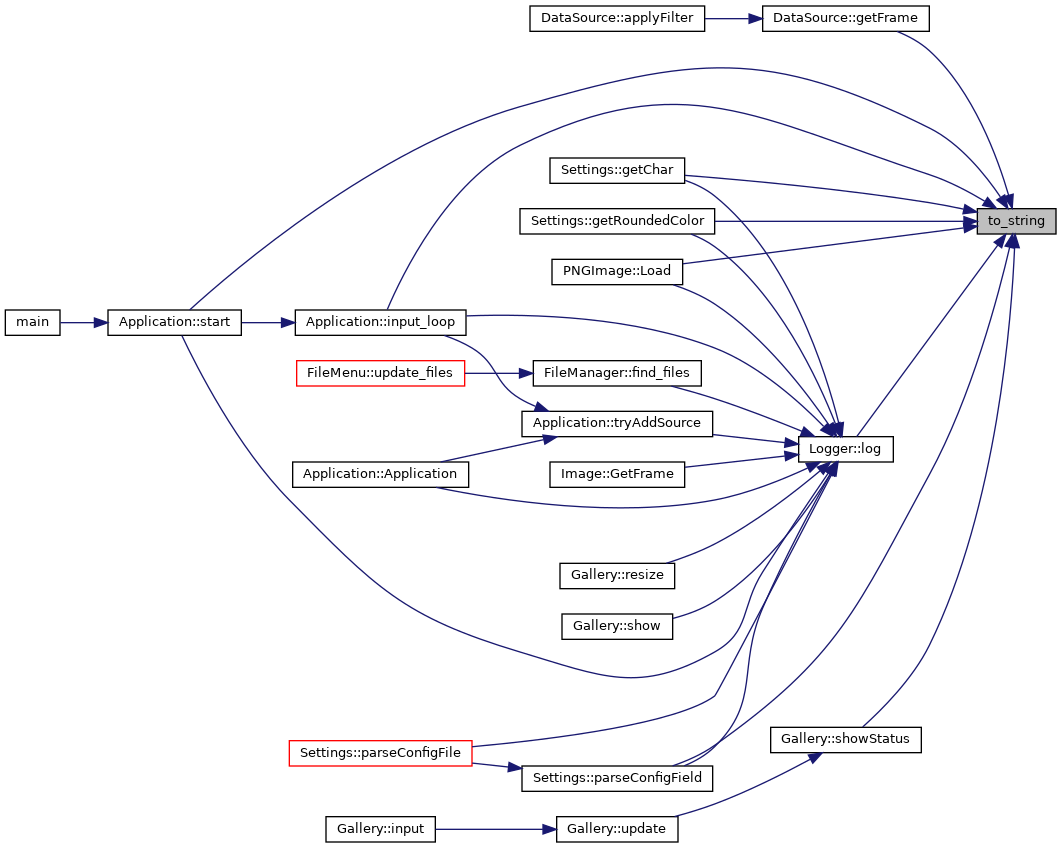 DataSource::applyFilter
DataSource::getFrame
Settings::getChar
Settings::getRoundedColor
to_string
PNGImage::Load
main
Application::start
Application::input_loop
FileMenu::update_files
FileManager::find_files
Application::tryAddSource
Logger::log
Application::Application
Image::GetFrame
Gallery::resize
Gallery::show
Gallery::showStatus
Settings::parseConfigFile
Settings::parseConfigField
Gallery::input
Gallery::update